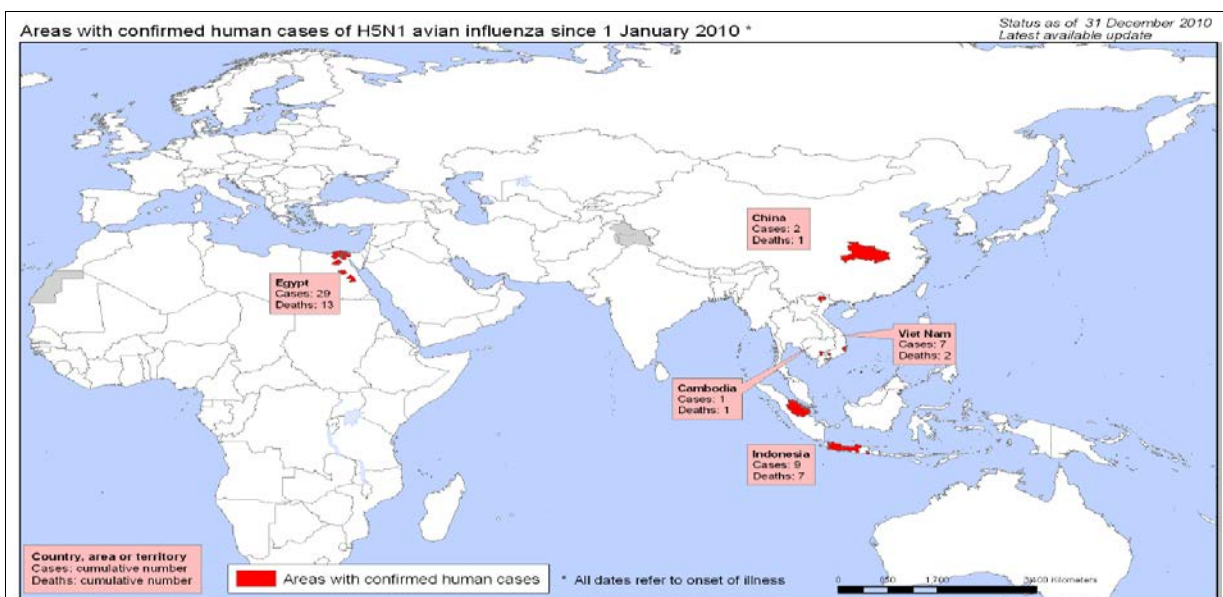 Areas with confirmed human cases of H5N1 avian influenza since 1 January 2010 *
Status as of 31 December 2010
Latest available update
China
Cases: 2
Deaths: 1
Egypt
Cases: 29
Deaths: 13
Viet Nam
Cases: 7
Deaths: 2
Cambodia
Cases: 1
Deaths: 1
Indonesia
Cases: 9
Deaths: 7
Country, area or territory
Cases: cumulative number
Deaths: cumulative number
Areas with confirmed human cases
* All dates refer to onset of illness
0 850 1,700 3,400 Kilometers